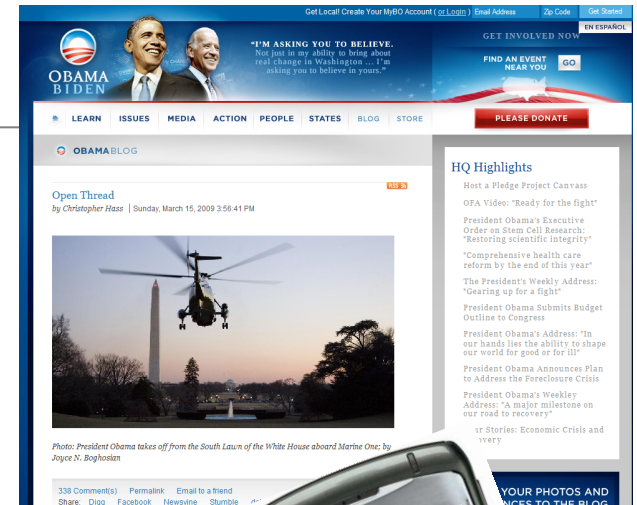 Get Local! Create Your MyBO Account ( or Login ) Email Address Zip Code Get Started
EN ESPAÑOL
OBAMA
BIDEN
"I'M ASKING YOU TO BELIEVE.
Not just in my ability to bring about
real change in Washington ... I'm
asking you to believe in yours."
GET INVOLVED NOW
FIND AN EVENT
NEAR YOU GO
LEARN ISSUES MEDIA ACTION PEOPLE STATES BLOG STORE
PLEASE DONATE
OBAMABLOG
RSS
Open Thread
by Christopher Hass | Sunday, March 15, 2009 3:56:41 PM
Photo: President Obama takes off from the South Lawn of the White House aboard Marine One; by
Joyce N. Boghosian
338 Comment(s) Permalink Email to a friend
Share: Digg Facebook Newsvine Stumble
HQ Highlights
Host a Pledge Project Canvass
OFA Video: "Ready for the fight"
President Obama's Executive
Order on Stem Cell Research:
"Restoring scientific integrity"
"Comprehensive health care
reform by the end of this year"
The President's Weekly Address:
"Gearing up for a fight"
President Obama Submits Budget
Outline to Congress
President Obama's Address: "In
our hands lies the ability to shape
our world for good or for ill"
President Obama Announces Plan
to Address the Foreclosure Crisis
President Obama's Weekley
Address: "A major milestone on
our road to recovery"
Stories: Economic Crisis and
YOUR PHOTOS AND
TO THE BLOG